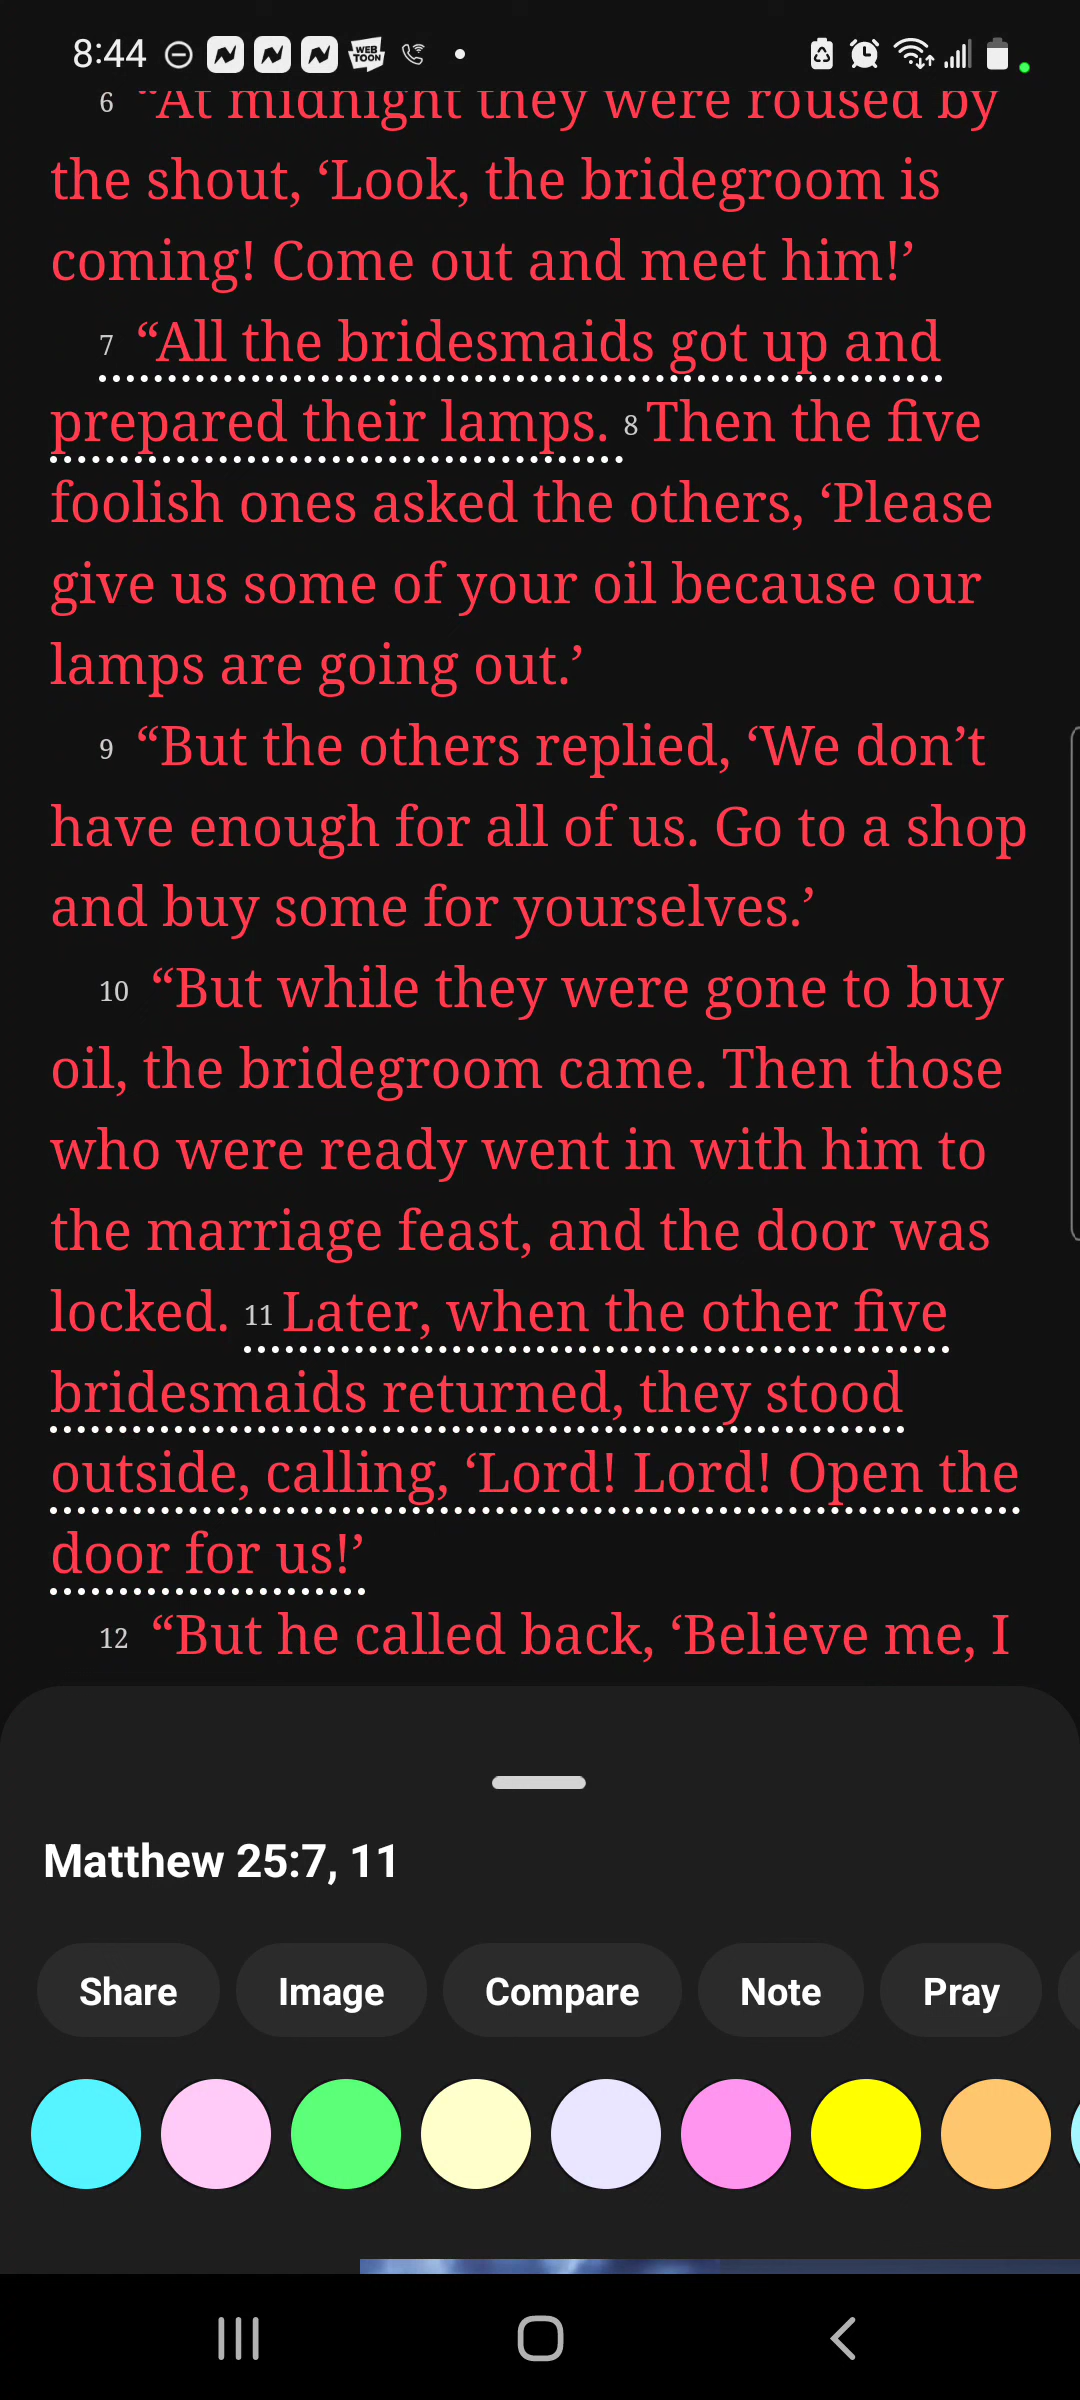 8:44 WEB TOON
6 “At midnight they were roused by
the shout, ‘Look, the bridegroom is
coming! Come out and meet him!’
7 “All the bridesmaids got up and
prepared their lamps. 8 Then the five
foolish ones asked the others, ‘Please
give us some of your oil because our
lamps are going out.’
9 “But the others replied, ‘We don’t
have enough for all of us. Go to a shop
and buy some for yourselves.’
10 “But while they were gone to buy
oil, the bridegroom came. Then those
who were ready went in with him to
the marriage feast, and the door was
locked. 11 Later, when the other five
bridesmaids returned, they stood
outside, calling, ‘Lord! Lord! Open the
door for us!’
12 “But he called back, ‘Believe me, I
Matthew 25:7, 11
Share Image Compare Note Pray